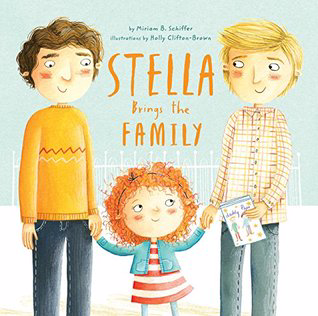 by Miriam B. Schiffer
illustrations by Holly Clifton-Brown
STELLA
Brings the
FAMILY